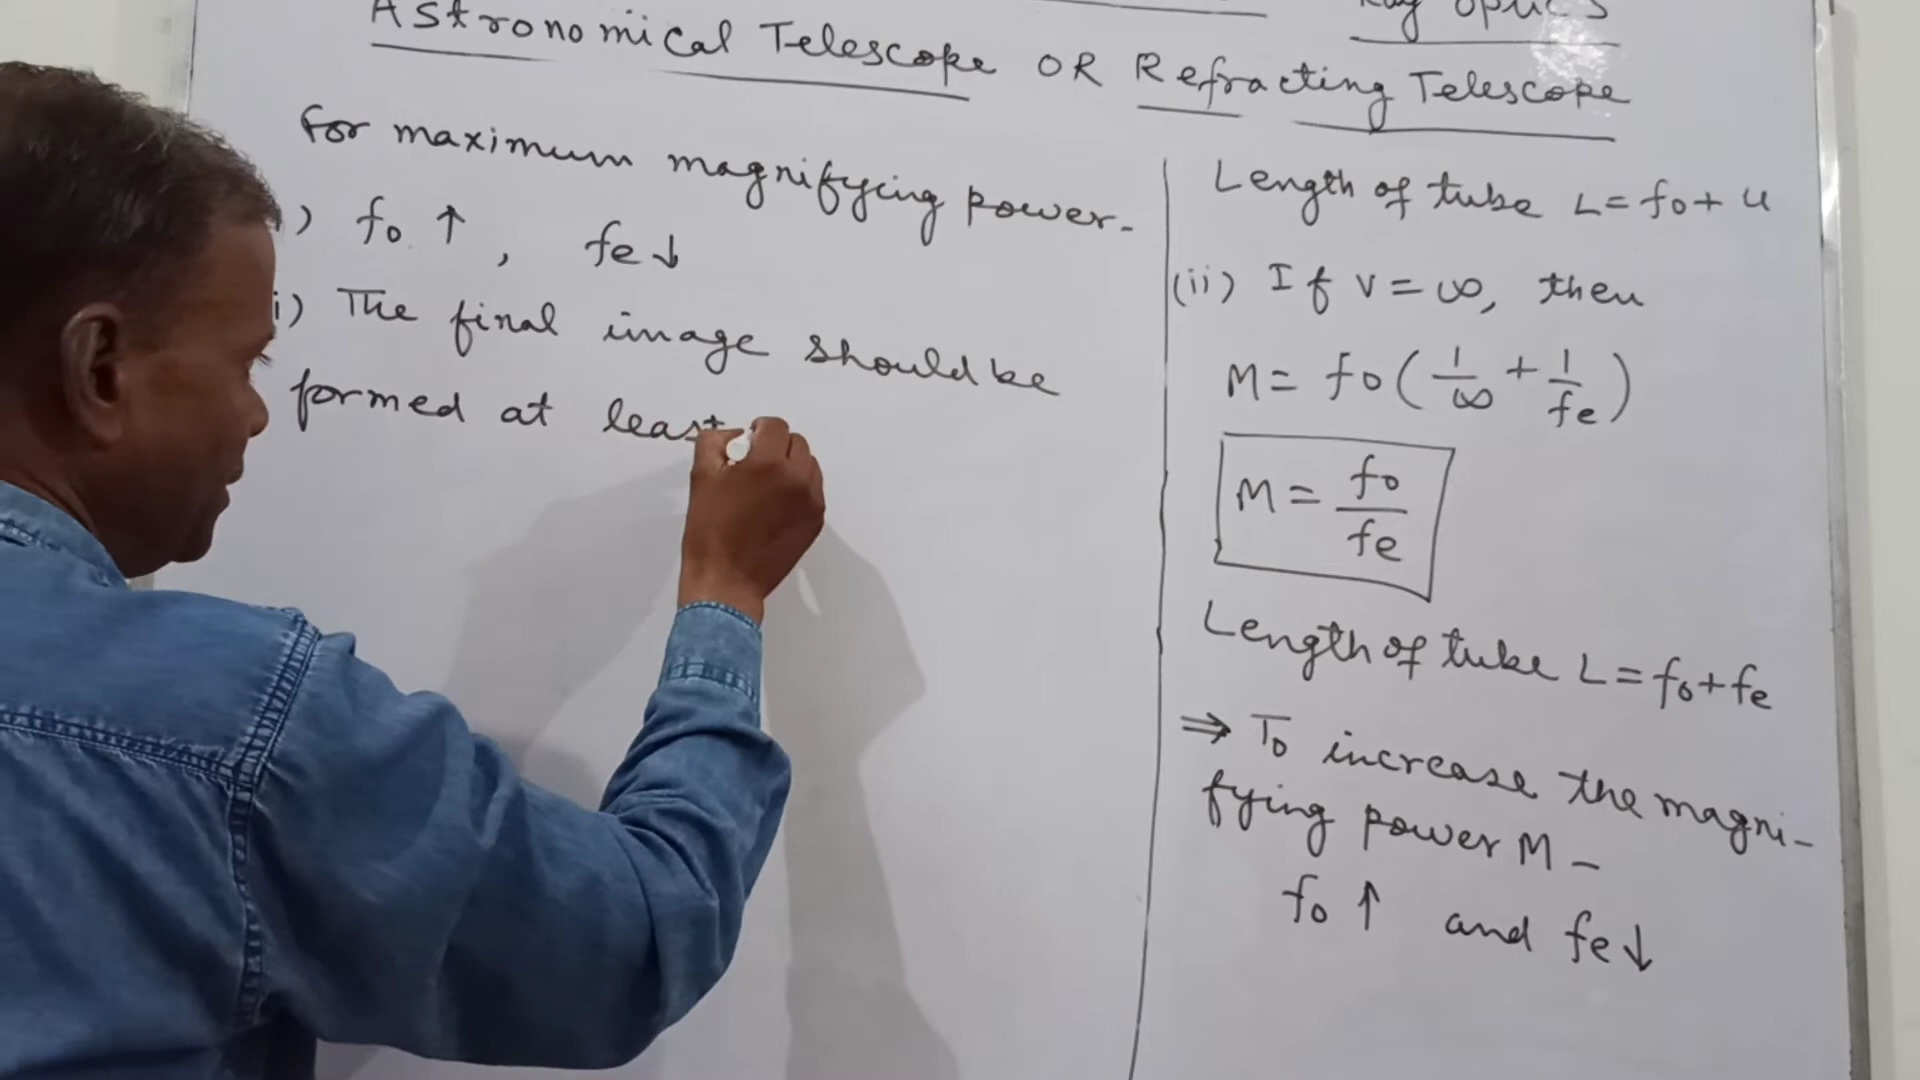 Ray Optics
Astronomical Telescope OR Refracting Telescope
For maximum magnifying power-
) fo ↑ , fe ↓
i) The final image should be
formed at least
Length of tube L = fo + u
(ii) If v = ∞, then
M = fo ( 1/∞ + 1/fe )
M = fo/fe
Length of tube L = fo + fe
⇒ To increase the magni-
fying power M -
fo ↑ and fe ↓